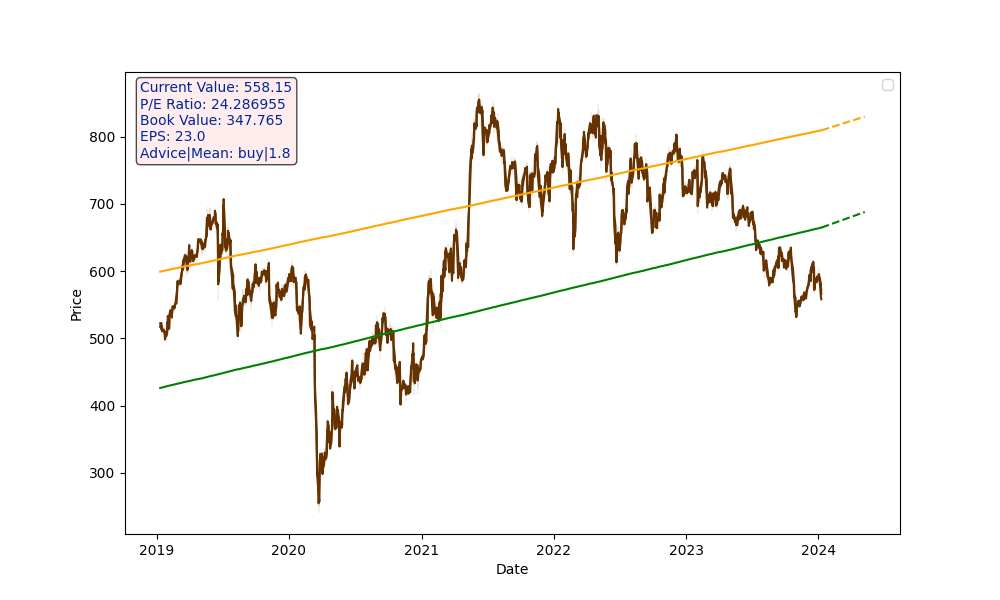 Current Value: 558.15
P/E Ratio: 24.286955
Book Value: 347.765
EPS: 23.0
Advice|Mean: buy|1.8
800
700
600
500
400
300
Price
2019 2020 2021 2022 2023 2024
Date